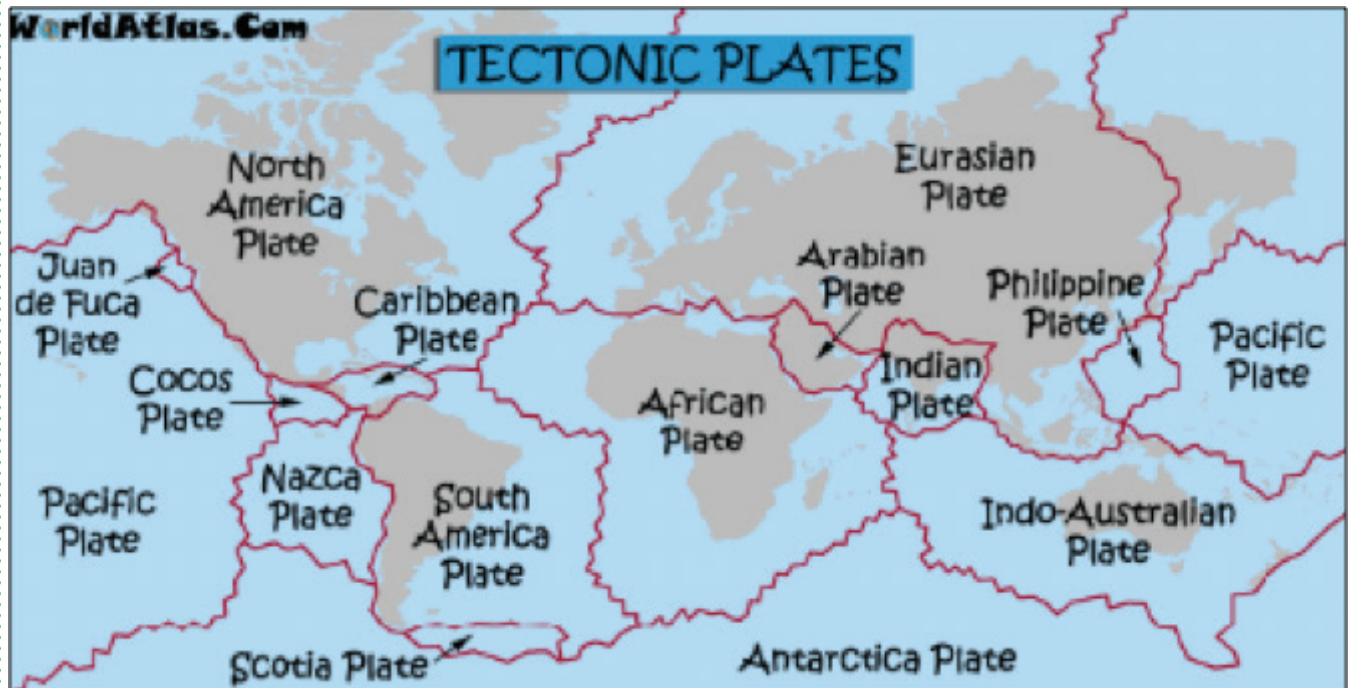 WorldAtlas.Com
TECTONIC PLATES
North
America
Plate
Eurasian
Plate
Juan
de Fuca
Plate
Caribbean
Plate
Arabian
Plate
Philippine
Plate
Pacific
Plate
Cocos
Plate
African
Plate
Indian
Plate
Pacific
Plate
Nazca
Plate
South
America
Plate
Indo-Australian
Plate
Scotia Plate
Antarctica Plate